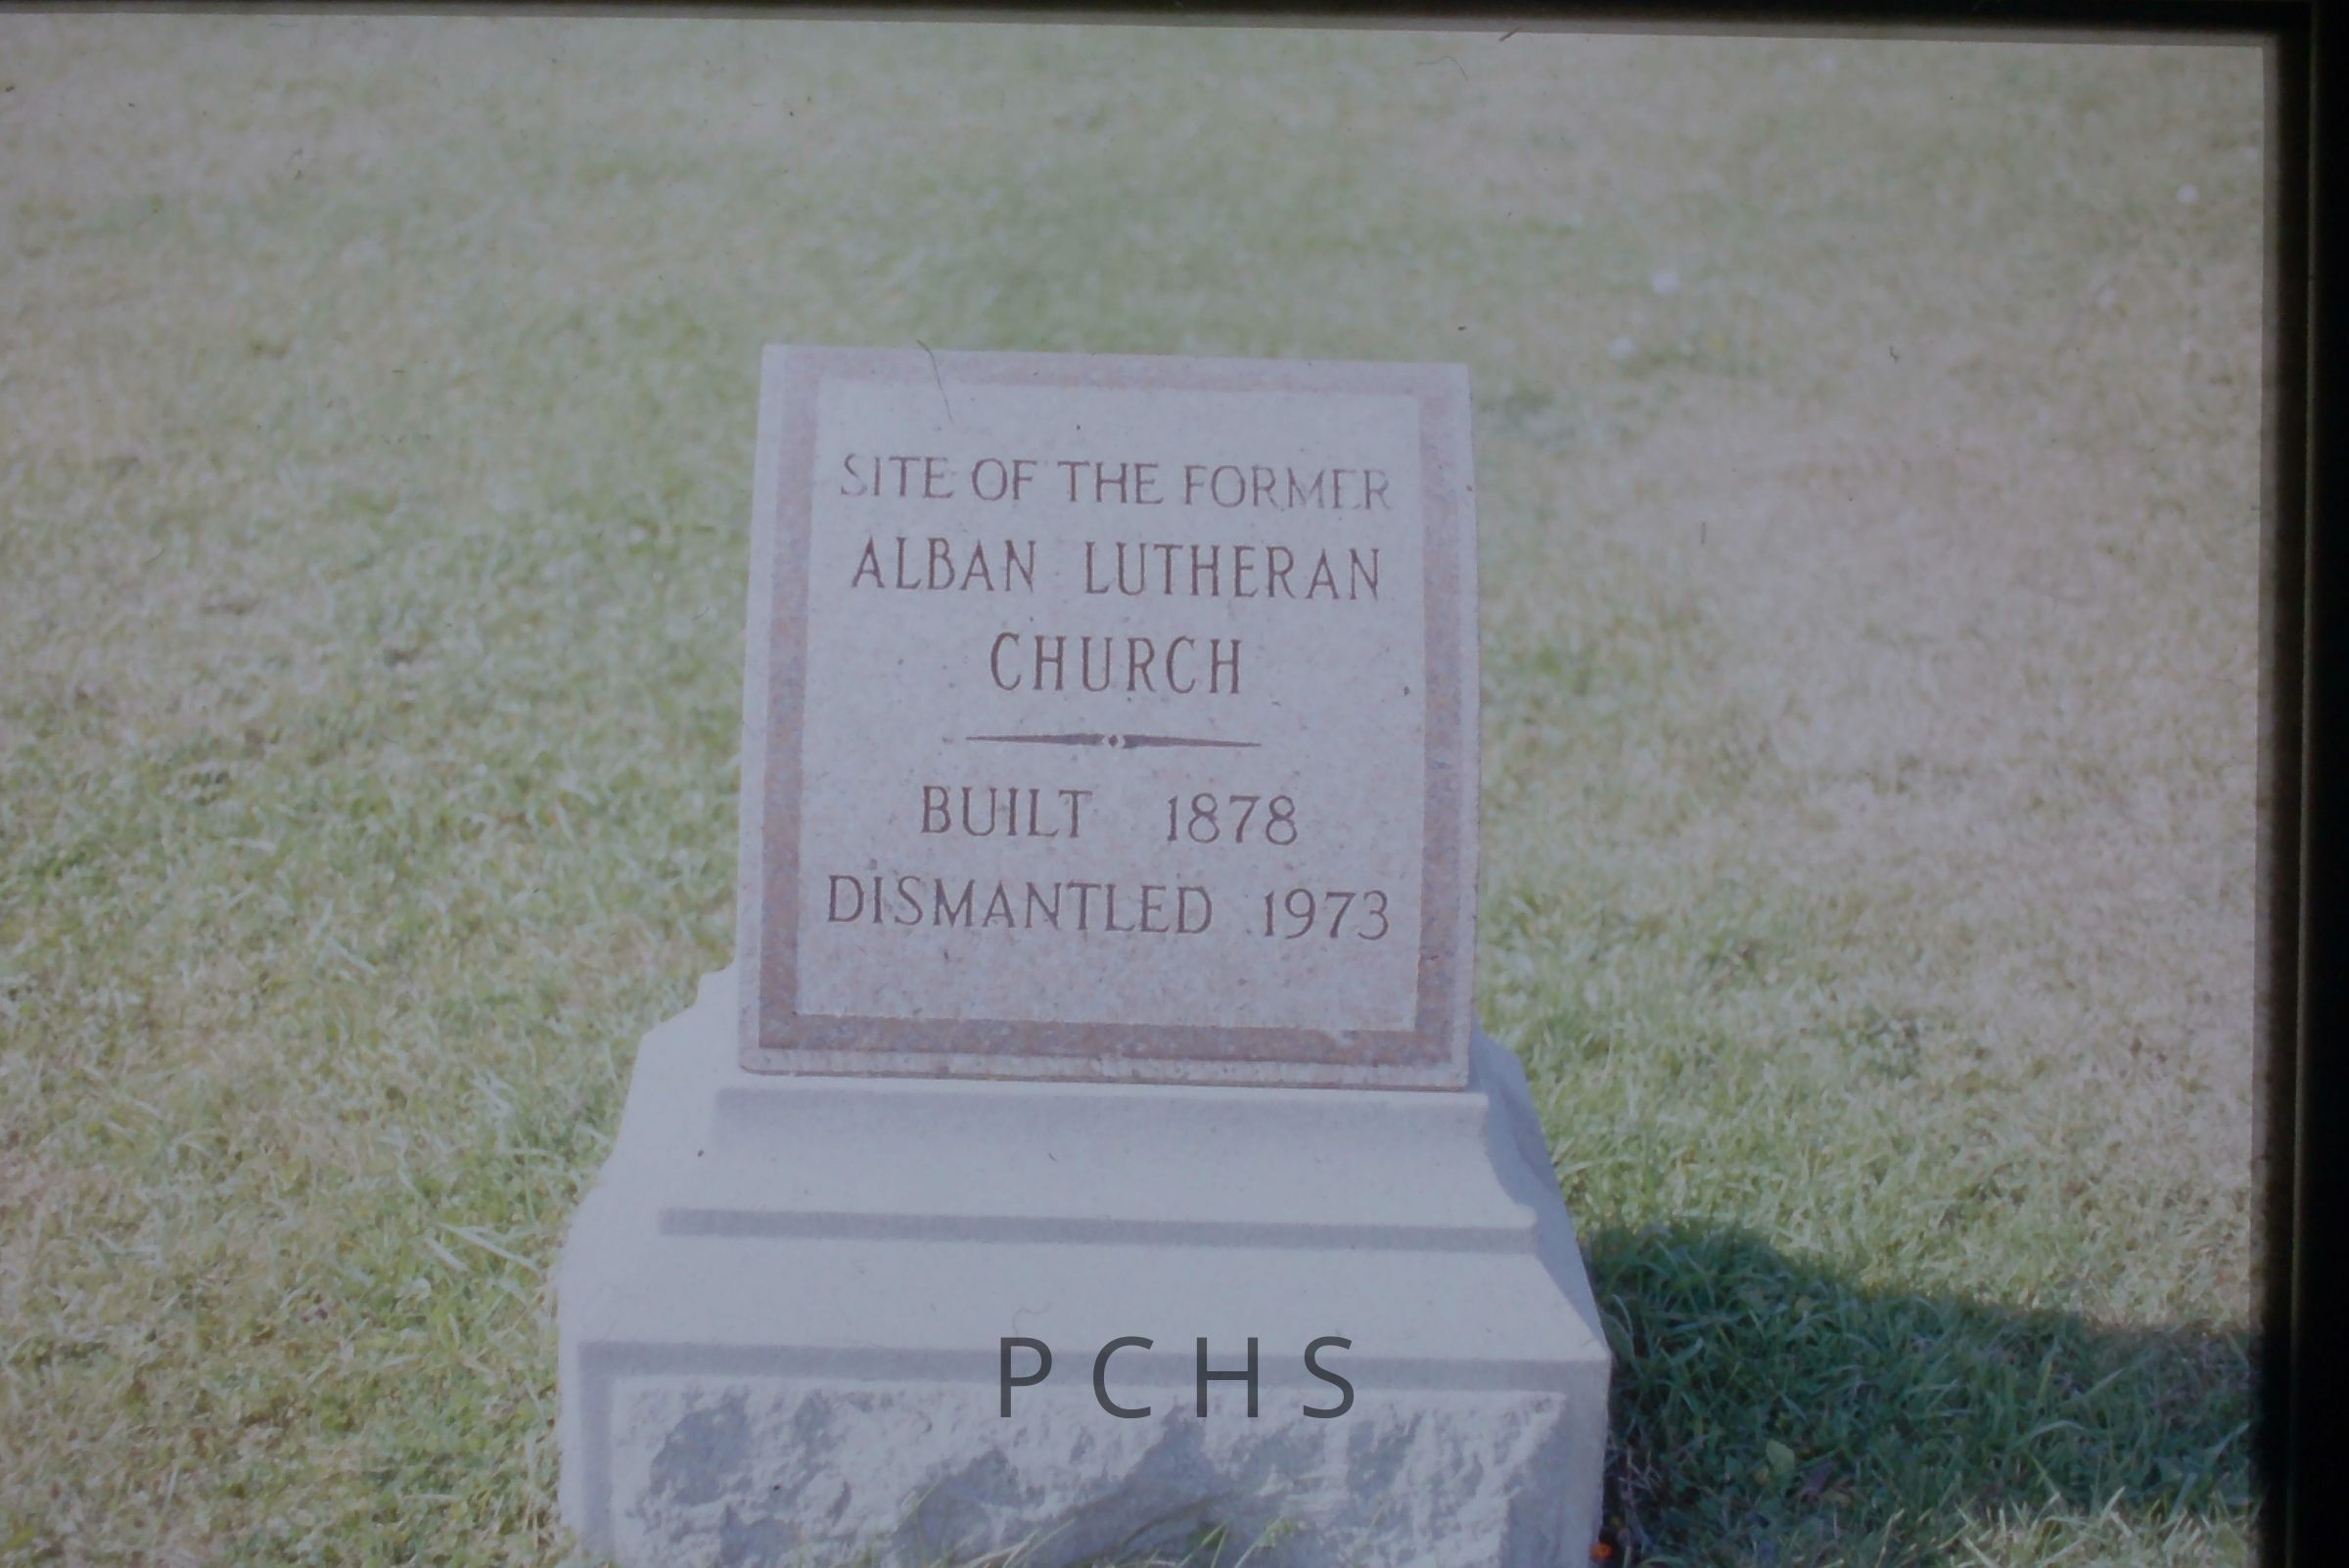 SITE OF THE FORMER
ALBAN LUTHERAN
CHURCH
BUILT 1878
DISMANTLED 1973
PCHS